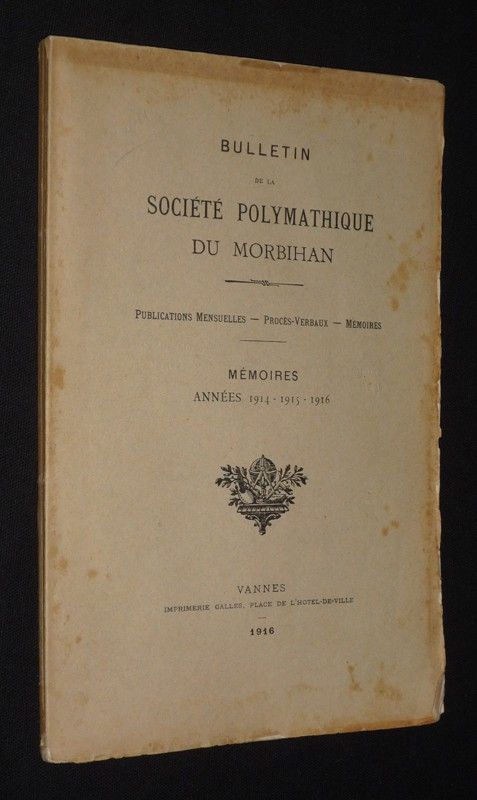 BULLETIN
DE LA
SOCIÉTÉ POLYMATHIQUE
DU MORBIHAN
PUBLICATIONS MENSUELLES — PROCÈS-VERBAUX — MÉMOIRES
MÉMOIRES
ANNÉES 1914 - 1915 - 1916
VANNES
IMPRIMERIE GALLES, PLACE DE L'HOTEL-DE-VILLE
1916